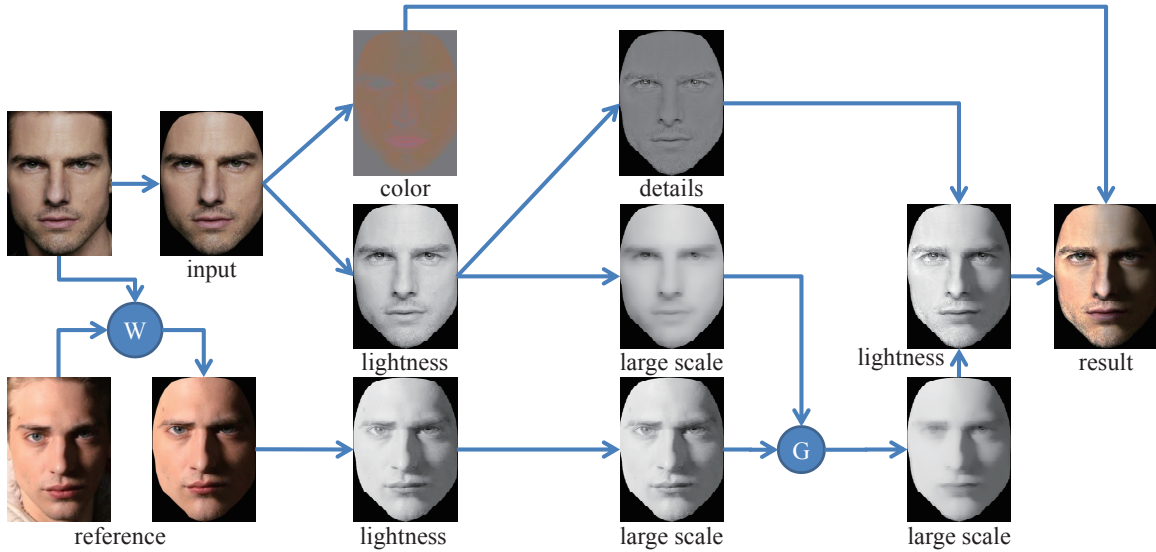 color
details
input
W
lightness
large scale
lightness
result
G
reference
lightness
large scale
large scale